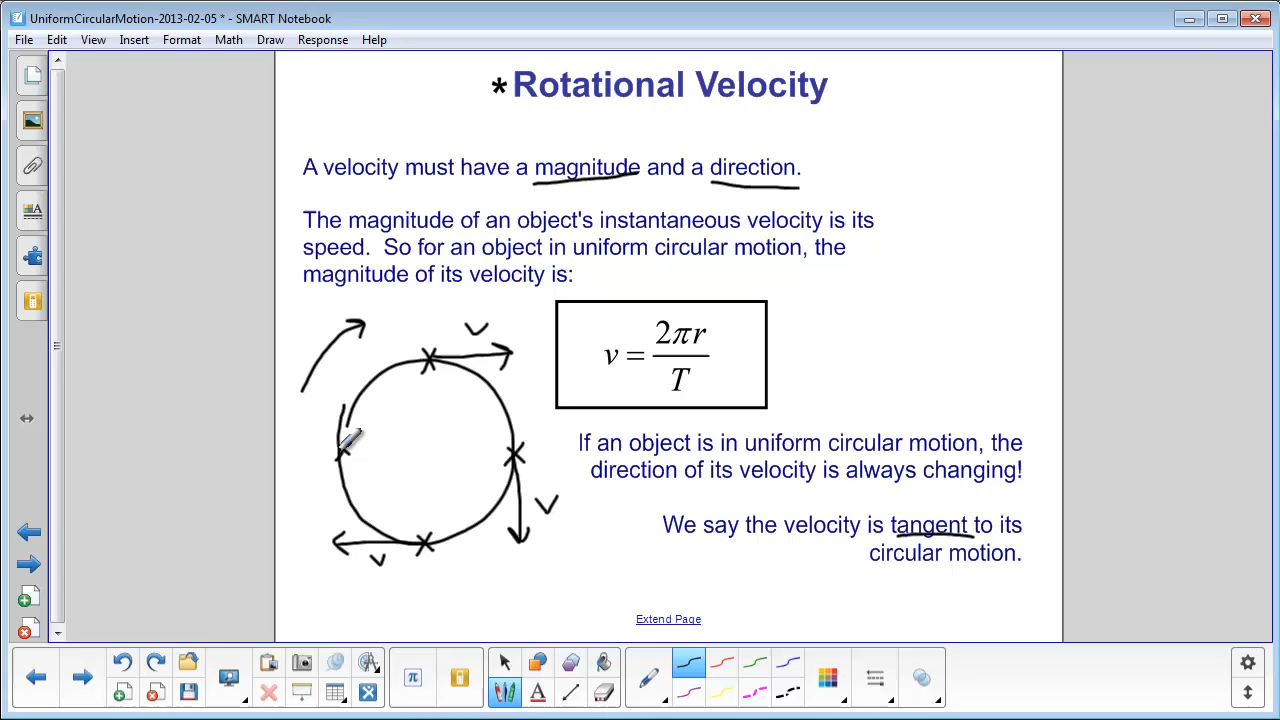 UniformCircularMotion-2013-02-05 * - SMART Notebook
File Edit View Insert Format Math Draw Response Help
*Rotational Velocity
A velocity must have a magnitude and a direction.
The magnitude of an object's instantaneous velocity is its
speed. So for an object in uniform circular motion, the
magnitude of its velocity is:
v
v = 2πr / T
If an object is in uniform circular motion, the
direction of its velocity is always changing!
v
We say the velocity is tangent to its
circular motion.
v
Extend Page
π
A